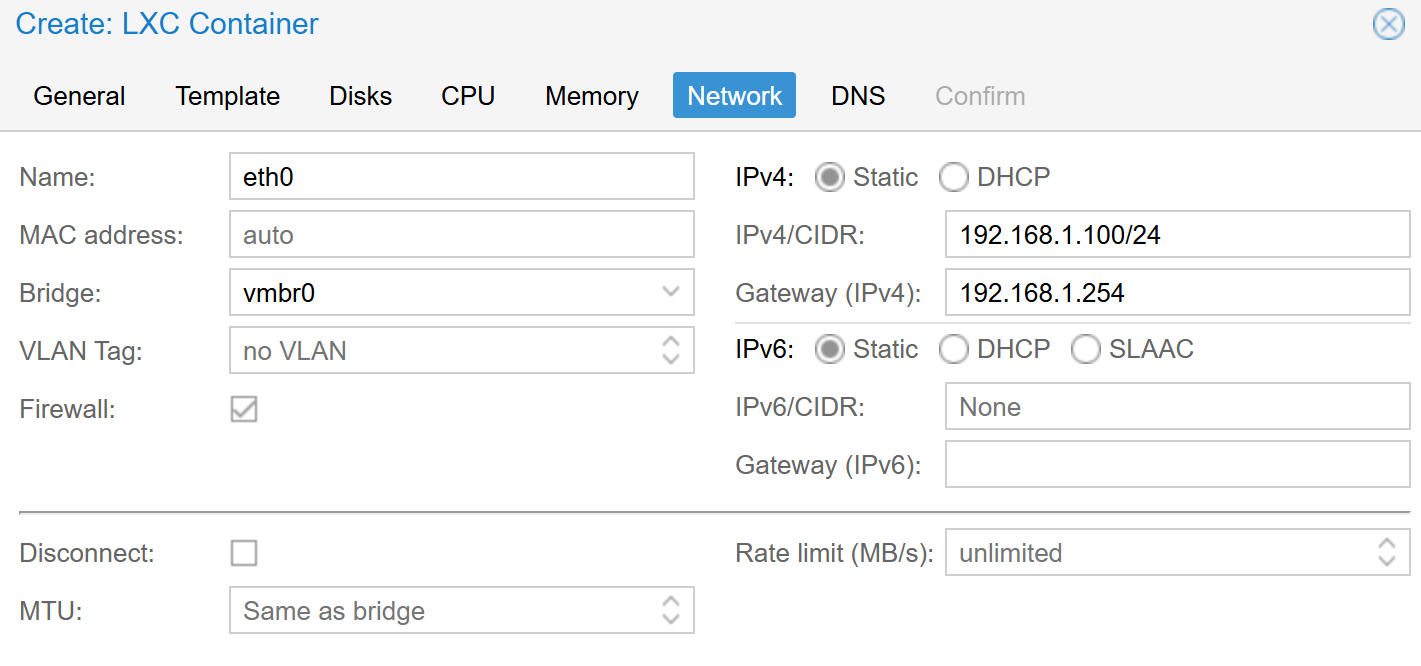 Create: LXC Container
General Template Disks CPU Memory Network DNS Confirm
Name: eth0
MAC address: auto
Bridge: vmbr0
VLAN Tag: no VLAN
Firewall:
IPv4: Static DHCP
IPv4/CIDR: 192.168.1.100/24
Gateway (IPv4): 192.168.1.254
IPv6: Static DHCP SLAAC
IPv6/CIDR: None
Gateway (IPv6):
Disconnect:
MTU: Same as bridge
Rate limit (MB/s): unlimited